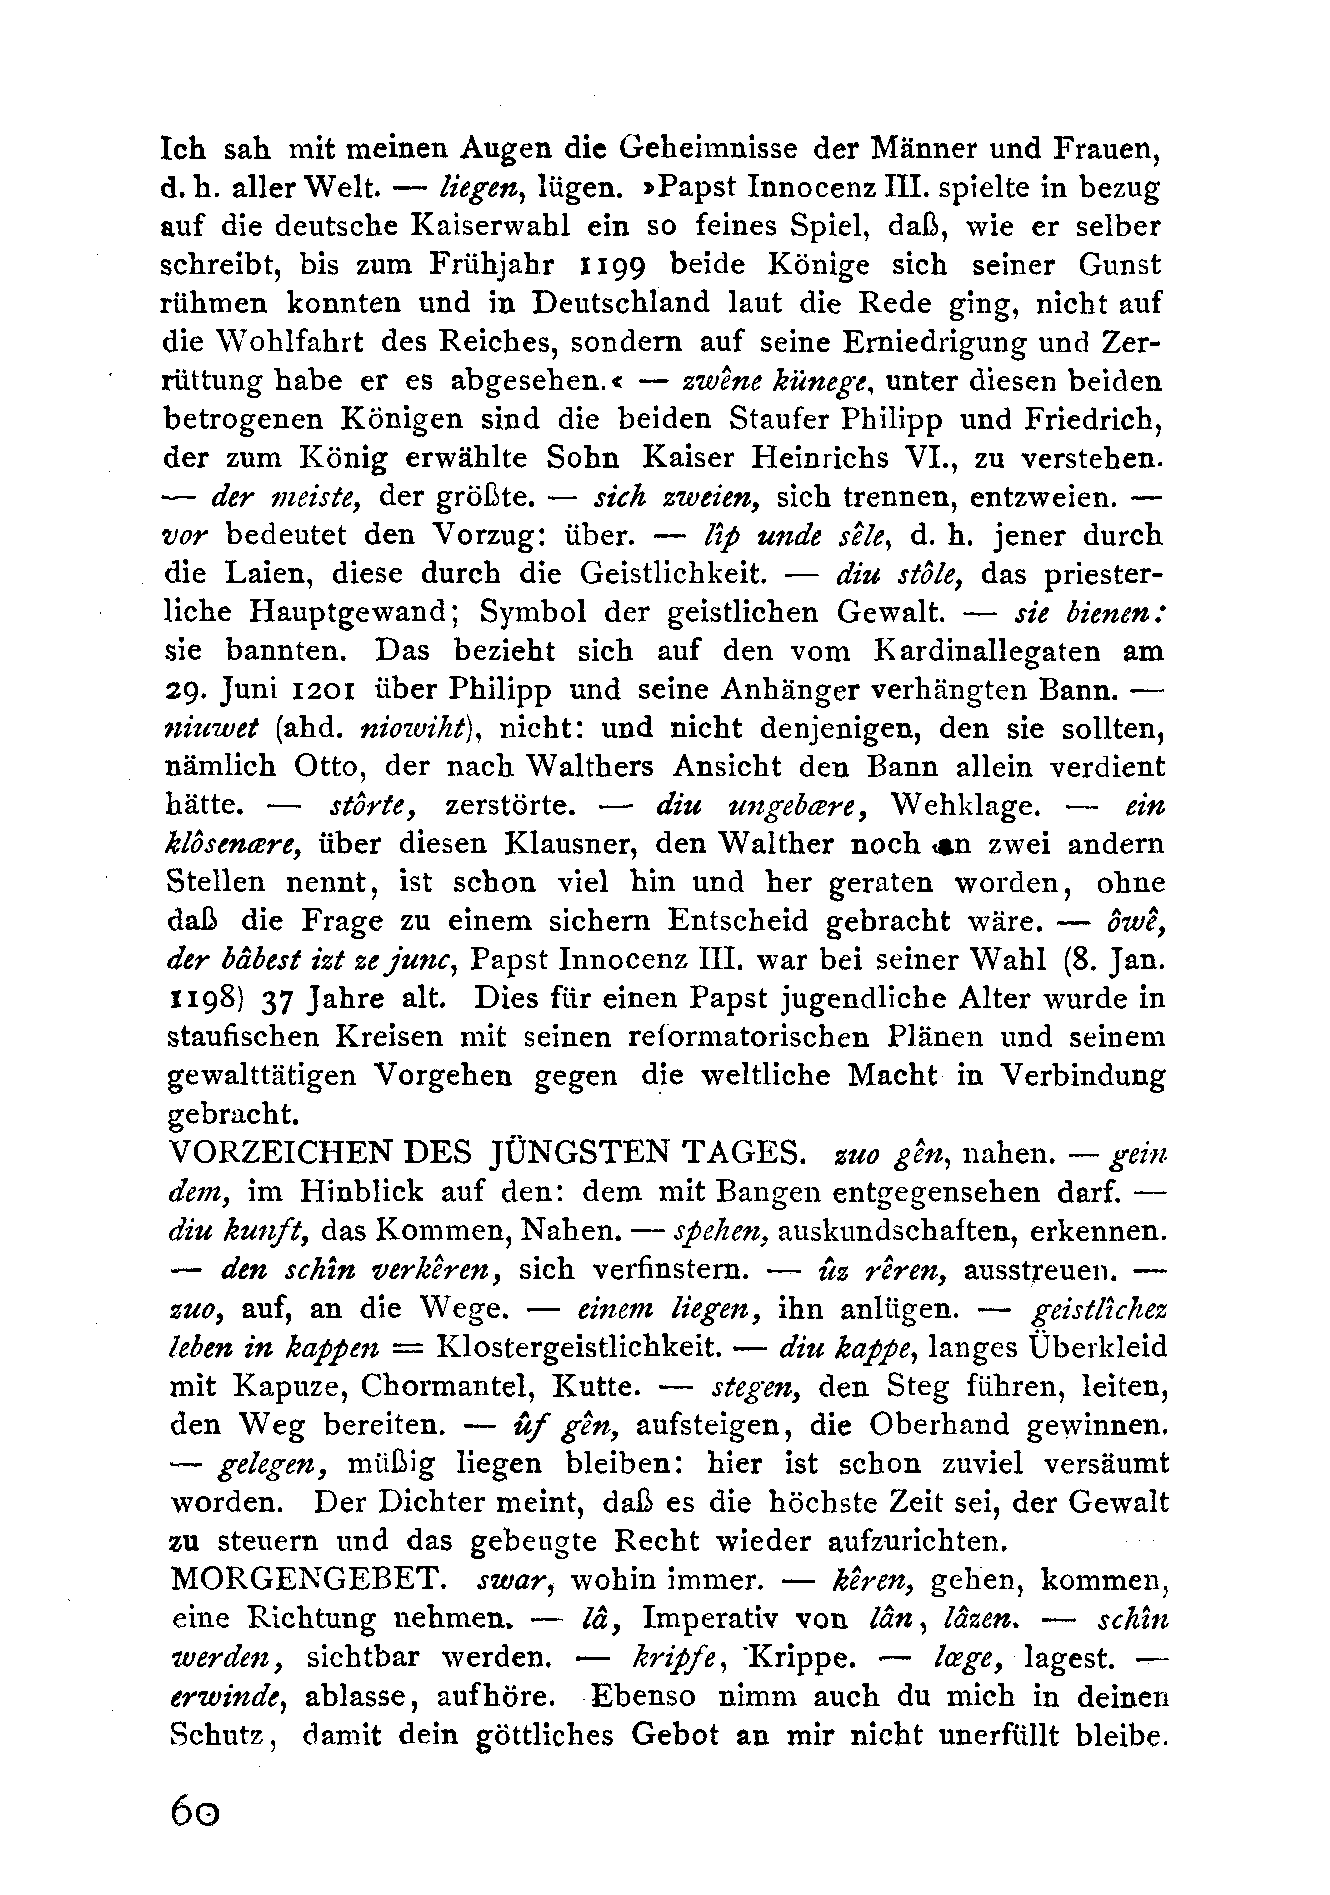 Ich sah mit meinen Augen die Geheimnisse der Männer und Frauen,
d. h. aller Welt. — liegen, lügen. »Papst Innocenz III. spielte in bezug
auf die deutsche Kaiserwahl ein so feines Spiel, daß, wie er selber
schreibt, bis zum Frühjahr 1199 beide Könige sich seiner Gunst
rühmen konnten und in Deutschland laut die Rede ging, nicht auf
die Wohlfahrt des Reiches, sondern auf seine Erniedrigung und Zer-
rüttung habe er es abgesehen.« — zwêne künege, unter diesen beiden
betrogenen Königen sind die beiden Staufer Philipp und Friedrich,
der zum König erwählte Sohn Kaiser Heinrichs VI., zu verstehen.
— der meiste, der größte. — sich zweien, sich trennen, entzweien. —
vor bedeutet den Vorzug: über. — lîp unde sêle, d. h. jener durch
die Laien, diese durch die Geistlichkeit. — diu stôle, das priester-
liche Hauptgewand; Symbol der geistlichen Gewalt. — sie bienen:
sie bannten. Das bezieht sich auf den vom Kardinallegaten am
29. Juni 1201 über Philipp und seine Anhänger verhängten Bann. —
niuwet (ahd. niowiht), nicht: und nicht denjenigen, den sie sollten,
nämlich Otto, der nach Walthers Ansicht den Bann allein verdient
hätte. — stôrte, zerstörte. — diu ungebære, Wehklage. — ein
klôsenære, über diesen Klausner, den Walther noch an zwei andern
Stellen nennt, ist schon viel hin und her geraten worden, ohne
daß die Frage zu einem sichern Entscheid gebracht wäre. — ôwê,
der bâbest izt ze junc, Papst Innocenz III. war bei seiner Wahl (8. Jan.
1198) 37 Jahre alt. Dies für einen Papst jugendliche Alter wurde in
staufischen Kreisen mit seinen reformatorischen Plänen und seinem
gewalttätigen Vorgehen gegen die weltliche Macht in Verbindung
gebracht.
VORZEICHEN DES JÜNGSTEN TAGES. zuo gên, nahen. — gein
dem, im Hinblick auf den: dem mit Bangen entgegensehen darf. —
diu kunft, das Kommen, Nahen. — spehen, auskundschaften, erkennen.
— den schîn verkêren, sich verfinstern. — ûz rêren, ausstreuen. —
zuo, auf, an die Wege. — einem liegen, ihn anlügen. — geistlîchez
leben in kappen = Klostergeistlichkeit. — diu kappe, langes Überkleid
mit Kapuze, Chormantel, Kutte. — stegen, den Steg führen, leiten,
den Weg bereiten. — ûf gên, aufsteigen, die Oberhand gewinnen.
— gelegen, müßig liegen bleiben: hier ist schon zuviel versäumt
worden. Der Dichter meint, daß es die höchste Zeit sei, der Gewalt
zu steuern und das gebeugte Recht wieder aufzurichten.
MORGENGEBET. swar, wohin immer. — kêren, gehen, kommen,
eine Richtung nehmen. — lâ, Imperativ von lân, lâzen. — schîn
werden, sichtbar werden. — kripfe, Krippe. — læge, lagest. —
erwinde, ablasse, aufhöre. Ebenso nimm auch du mich in deinen
Schutz, damit dein göttliches Gebot an mir nicht unerfüllt bleibe.
60